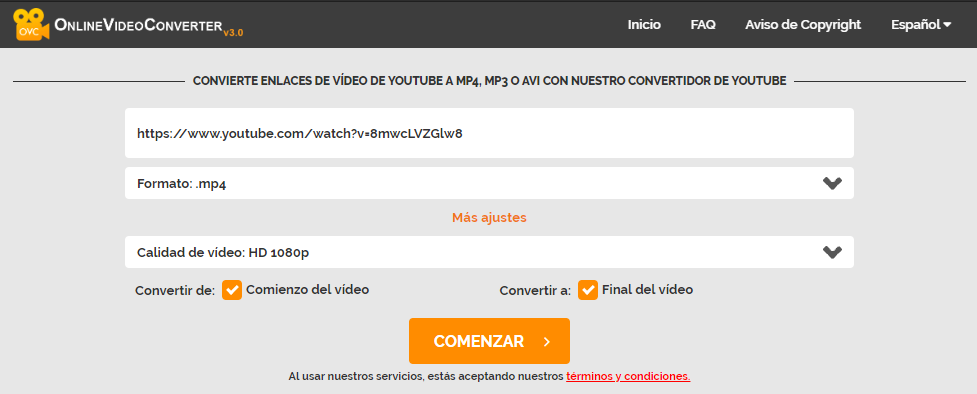 OVC OnlineVideoConverter v3.0 Inicio FAQ Aviso de Copyright Español
CONVIERTE ENLACES DE VÍDEO DE YOUTUBE A MP4, MP3 O AVI CON NUESTRO CONVERTIDOR DE YOUTUBE
https://www.youtube.com/watch?v=8mwcLVZGlw8
Formato: .mp4
Más ajustes
Calidad de vídeo: HD 1080p
Convertir de: Comienzo del vídeo Convertir a: Final del vídeo
COMENZAR
Al usar nuestros servicios, estás aceptando nuestros términos y condiciones.